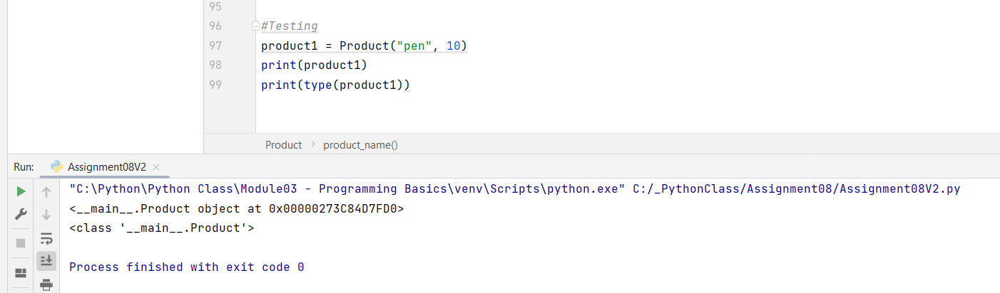 95
96 #Testing
97 product1 = Product("pen", 10)
98 print(product1)
99 print(type(product1))
Product › product_name()
Run: Assignment08V2 ×
"C:\Python\Python Class\Module03 - Programming Basics\venv\Scripts\python.exe" C:/_PythonClass/Assignment08/Assignment08V2.py
<__main__.Product object at 0x00000273C84D7FD0>
<class '__main__.Product'>
Process finished with exit code 0